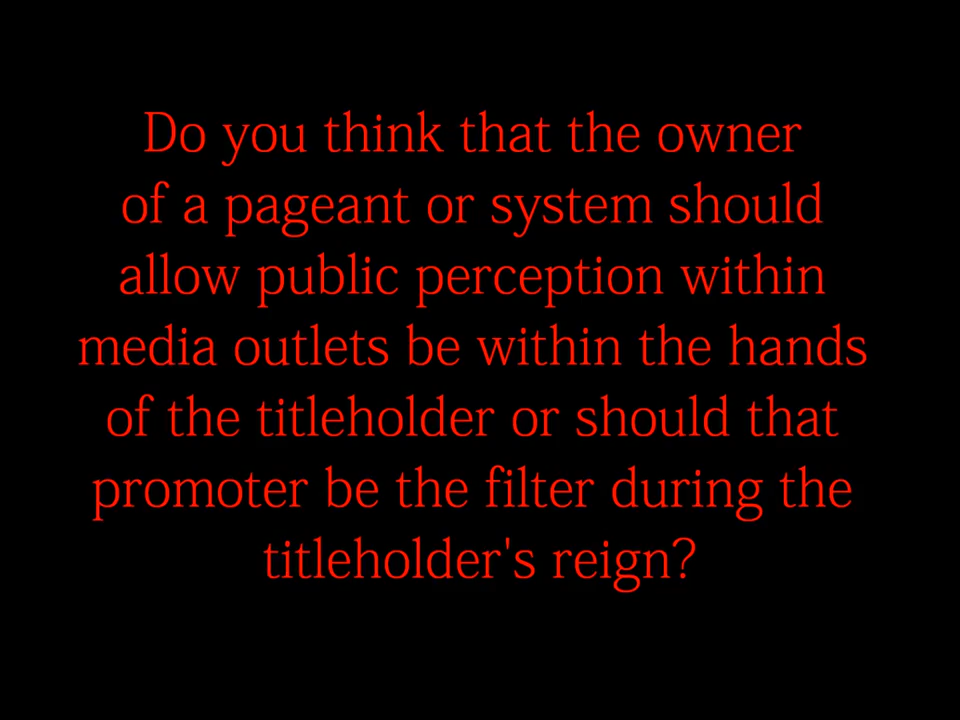 Do you think that the owner
of a pageant or system should
allow public perception within
media outlets be within the hands
of the titleholder or should that
promoter be the filter during the
titleholder's reign?